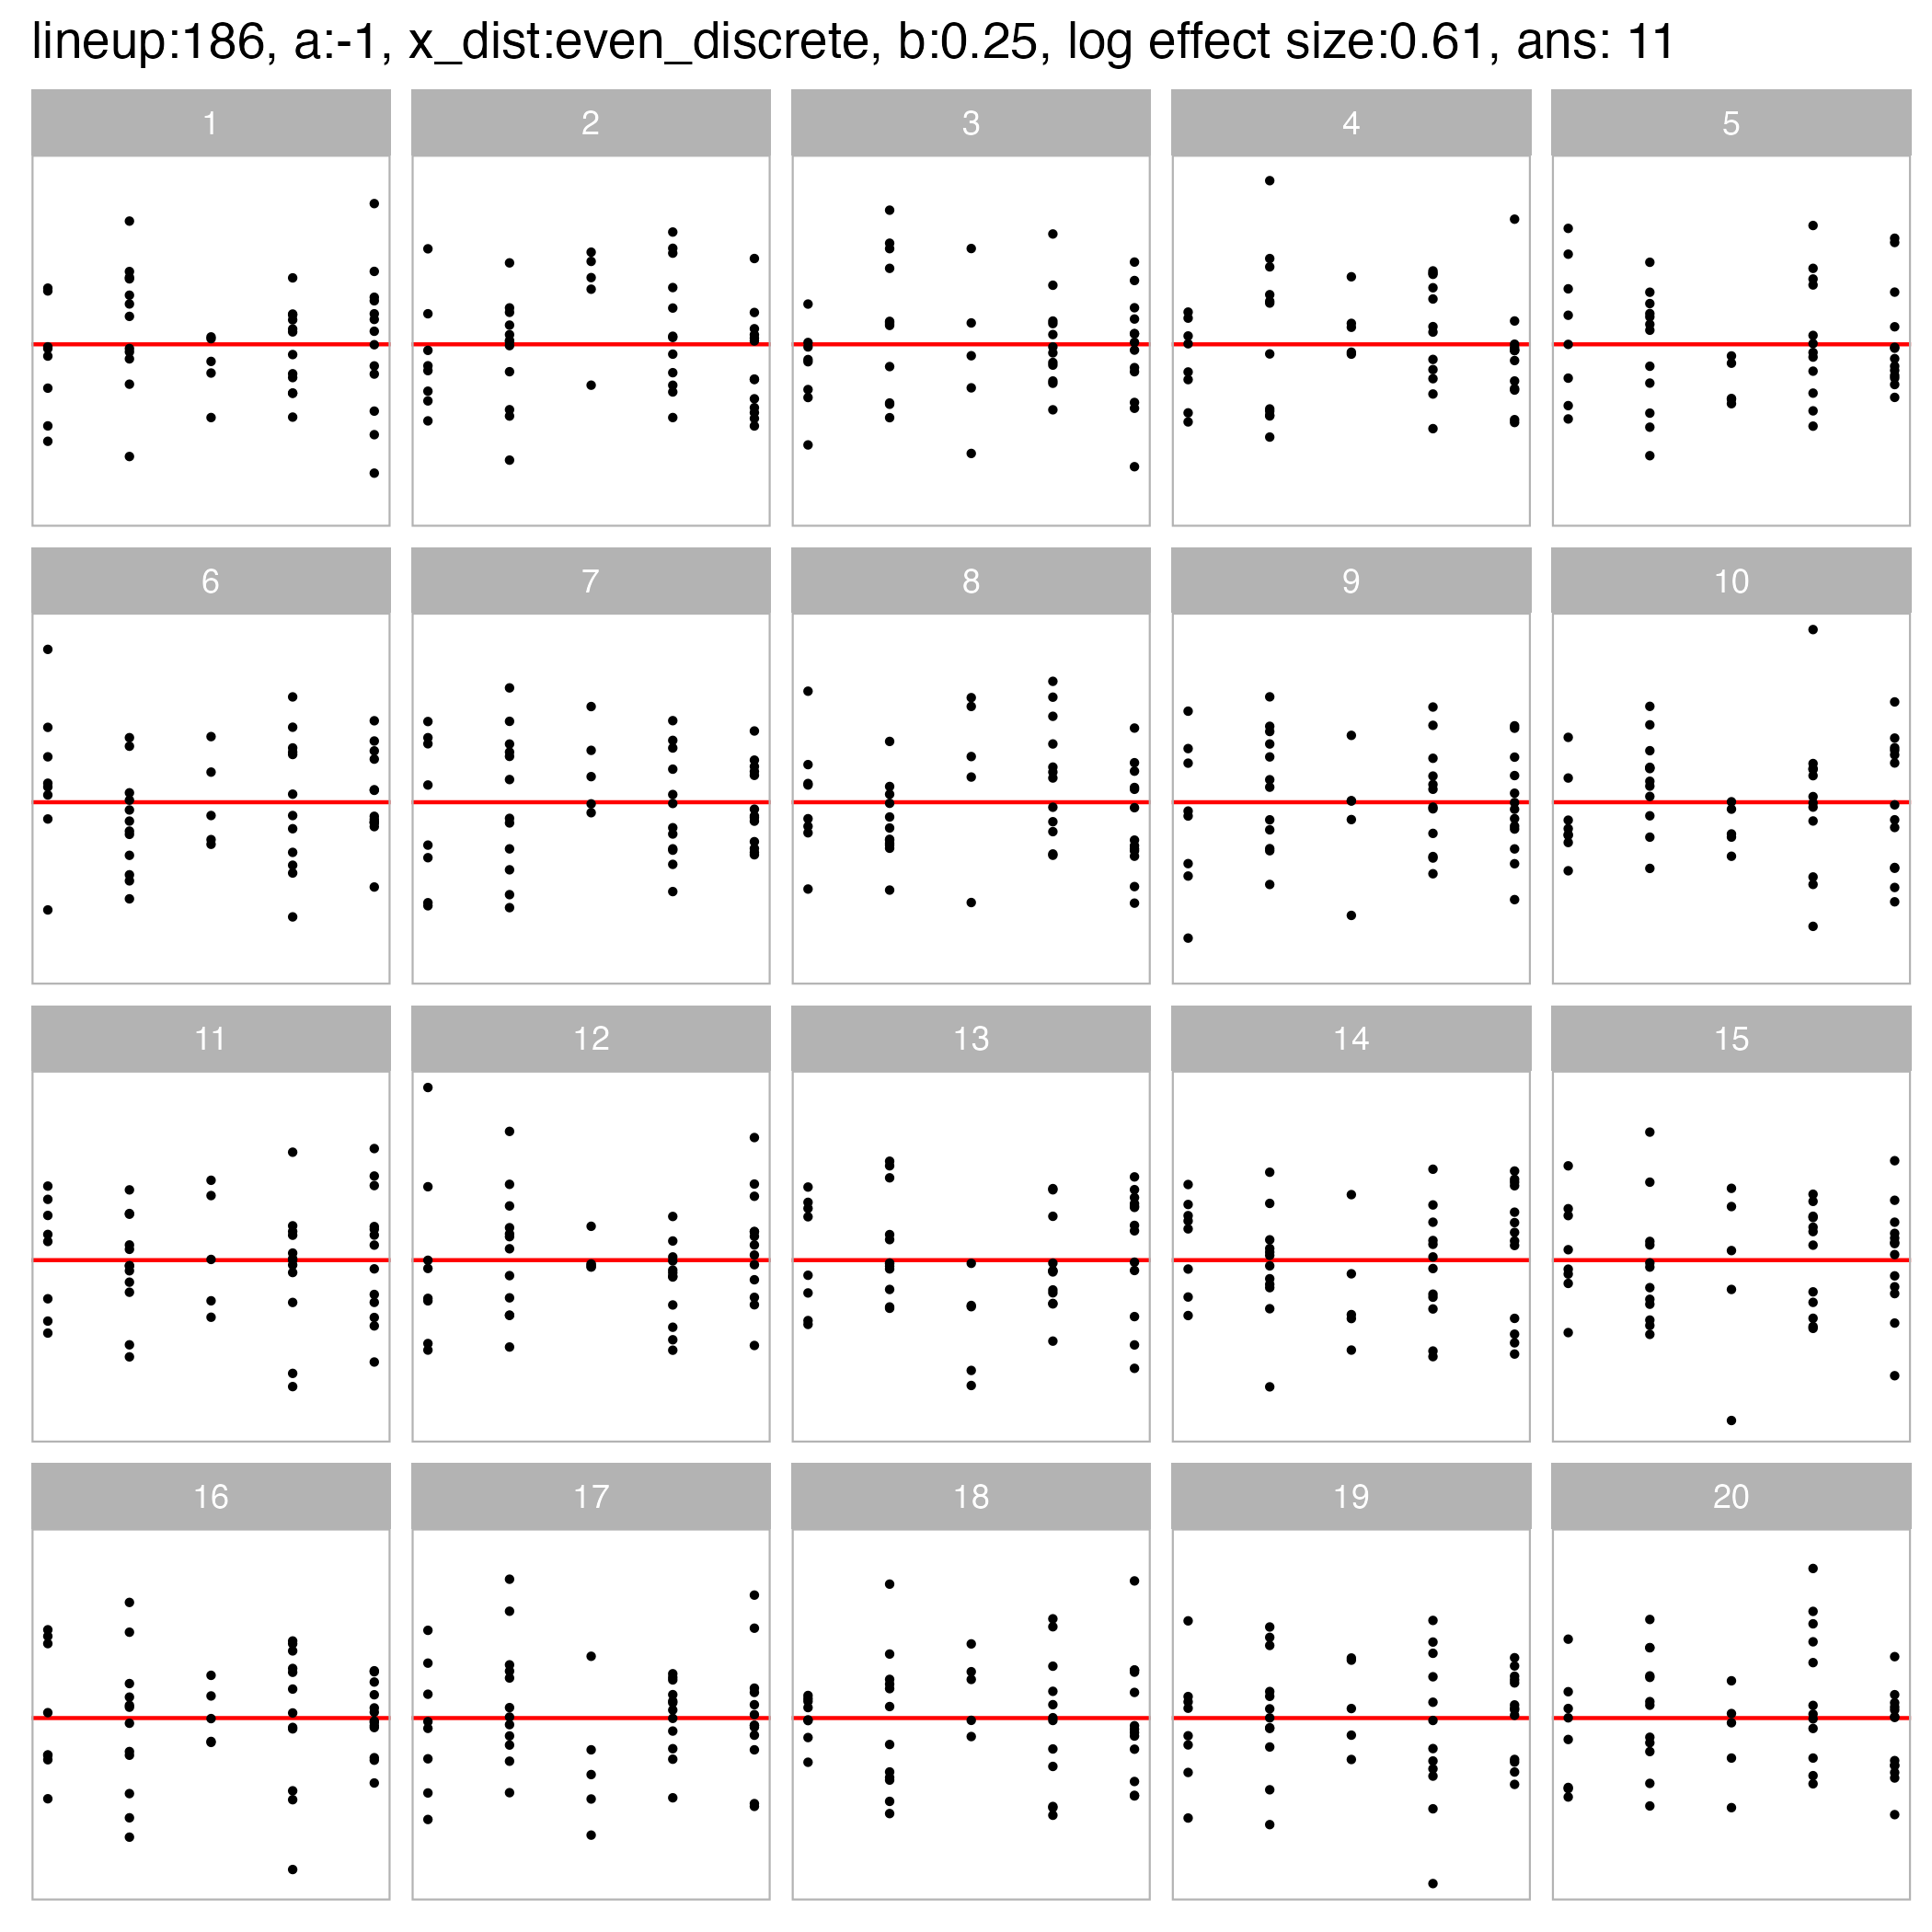 lineup:186, a:-1, x_dist:even_discrete, b:0.25, log effect size:0.61, ans: 11
1 2 3 4 5
6 7 8 9 10
11 12 13 14 15
16 17 18 19 20